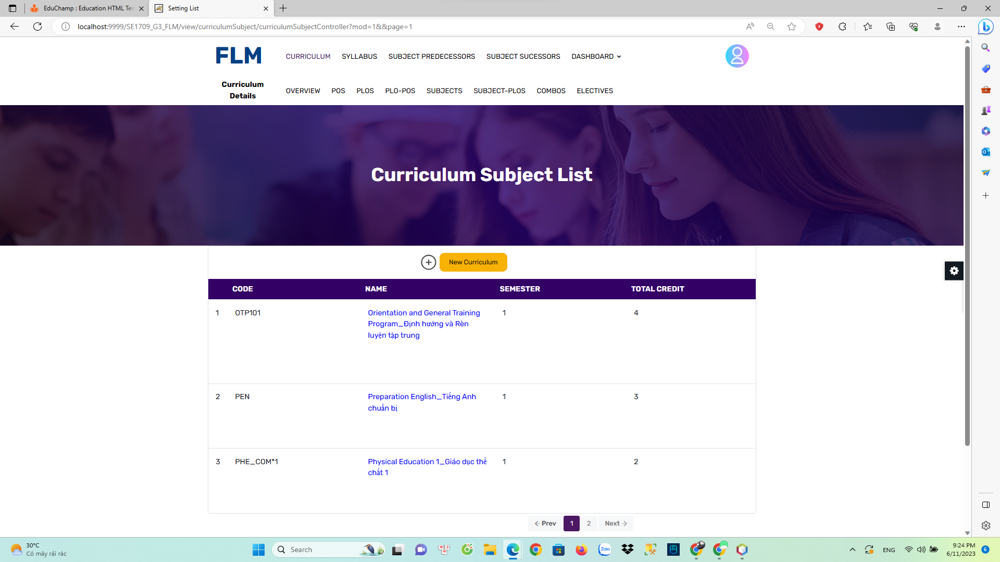 EduChamp : Education HTML Ten
Setting List
localhost:9999/SE1709_G3_FLM/view/curriculumSubject/curriculumSubjectController?mod=1&&page=1
FLM
CURRICULUM SYLLABUS SUBJECT PREDECESSORS SUBJECT SUCESSORS DASHBOARD
Curriculum
Details
OVERVIEW POS PLOS PLO-POS SUBJECTS SUBJECT-PLOS COMBOS ELECTIVES
Curriculum Subject List
New Curriculum
CODE NAME SEMESTER TOTAL CREDIT
1 OTP101 Orientation and General Training 1 4
Program_Định hướng và Rèn
luyện tập trung
2 PEN Preparation English_Tiếng Anh 1 3
chuẩn bị
3 PHE_COM*1 Physical Education 1_Giáo dục thể 1 2
chất 1
← Prev 1 2 Next →
30°C
Có mây rải rác
Search
Zalo
ENG
9:24 PM
6/11/2023
6